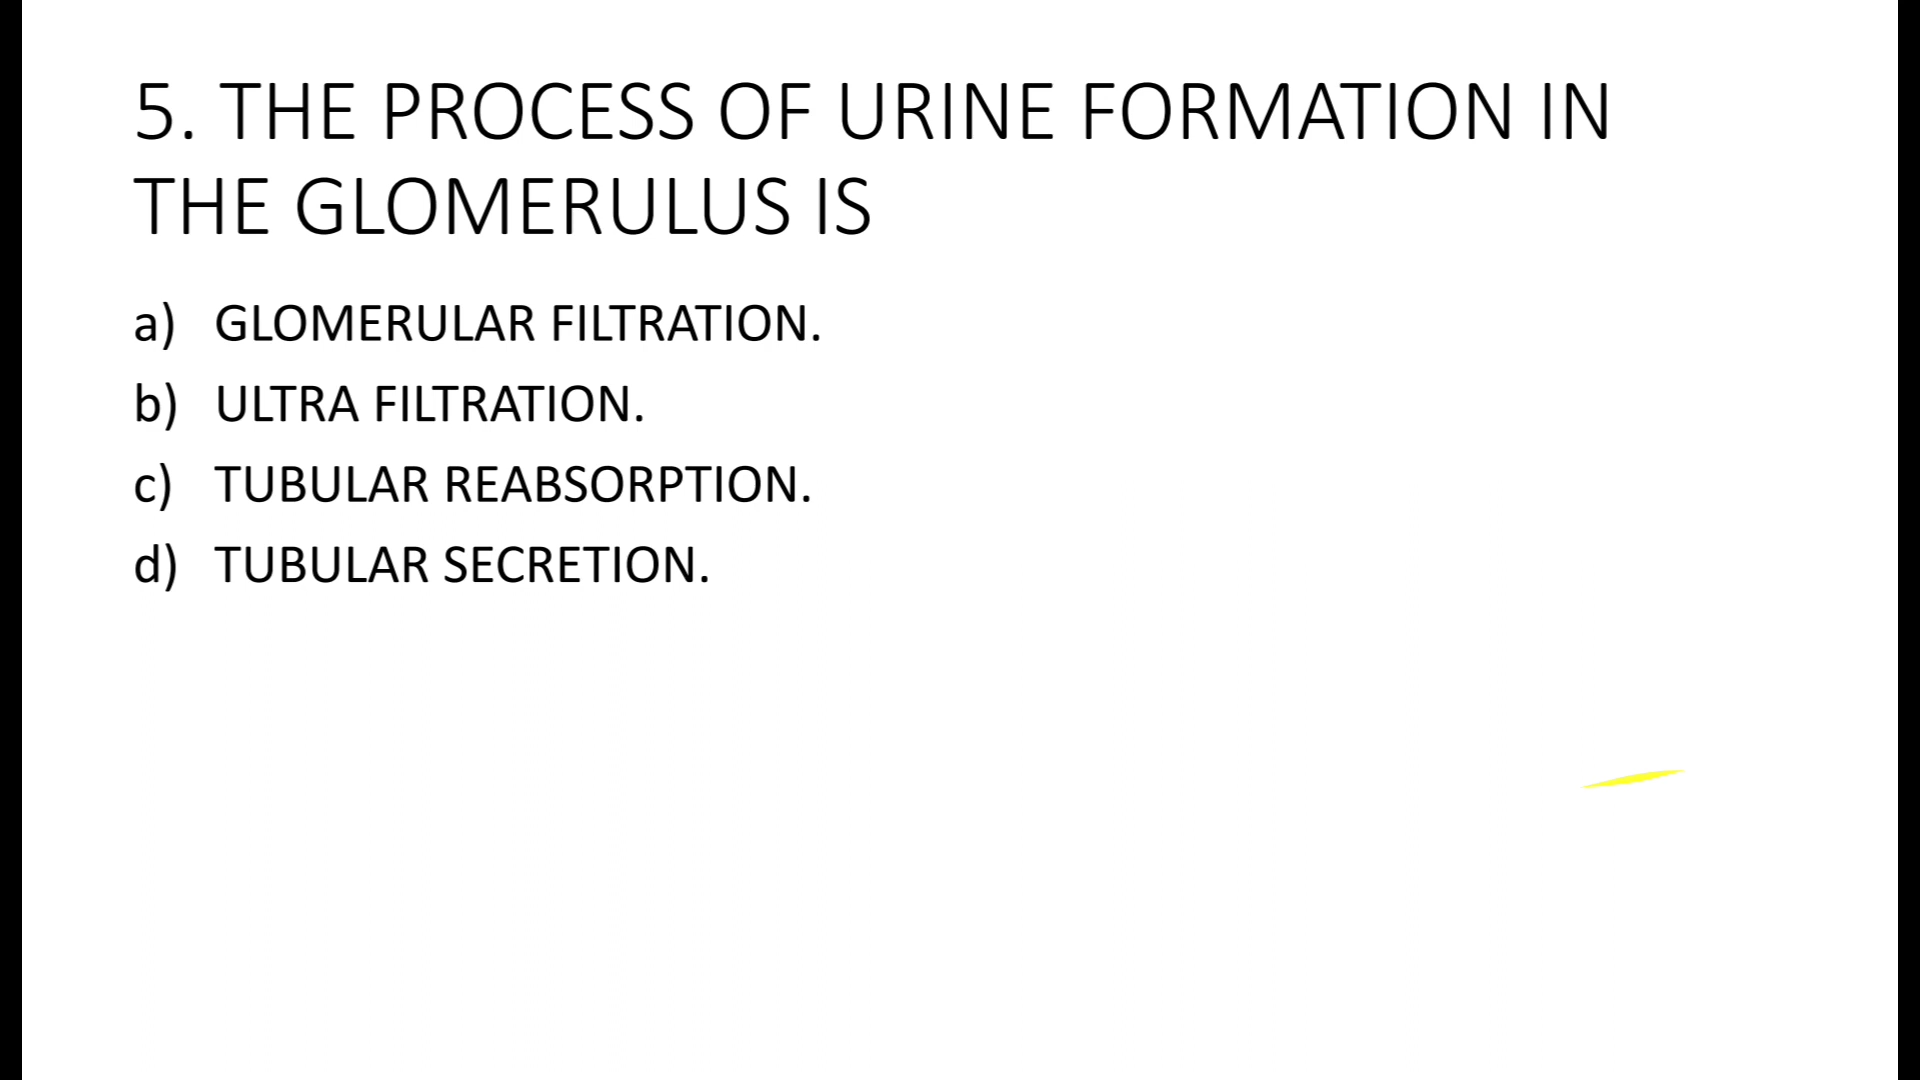 5. THE PROCESS OF URINE FORMATION IN
THE GLOMERULUS IS
a) GLOMERULAR FILTRATION.
b) ULTRA FILTRATION.
c) TUBULAR REABSORPTION.
d) TUBULAR SECRETION.